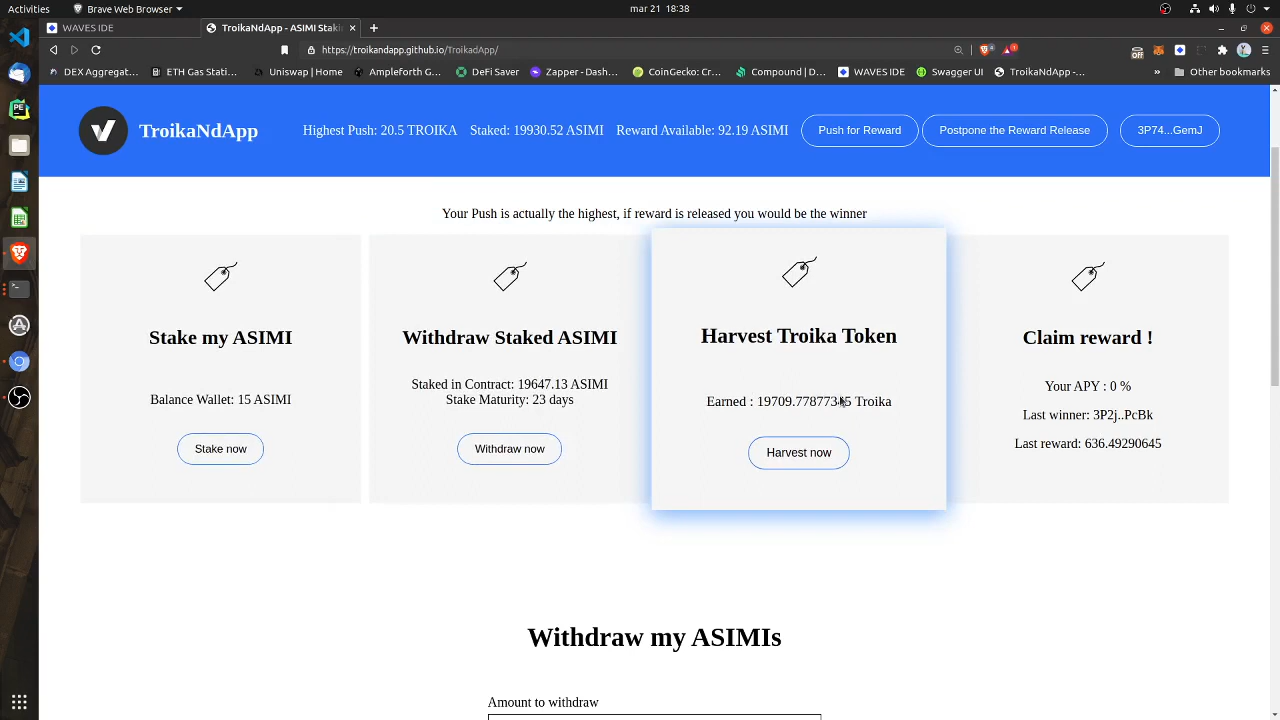 Activities
Brave Web Browser
mar 21 18:38
WAVES IDE
TroikaNdApp - ASIMI Staki
https://troikandapp.github.io/TroikadApp/
DEX Aggregat...
ETH Gas Stati...
Uniswap | Home
Ampleforth G...
DeFi Saver
Zapper - Dash...
CoinGecko: Cr...
Compound | D...
WAVES IDE
Swagger UI
TroikaNdApp -...
»
Other bookmarks
TroikaNdApp
Highest Push: 20.5 TROIKA
Staked: 19930.52 ASIMI
Reward Available: 92.19 ASIMI
Push for Reward
Postpone the Reward Release
3P74...GemJ
Your Push is actually the highest, if reward is released you would be the winner
Stake my ASIMI
Balance Wallet: 15 ASIMI
Stake now
Withdraw Staked ASIMI
Staked in Contract: 19647.13 ASIMI
Stake Maturity: 23 days
Withdraw now
Harvest Troika Token
Earned : Troika
Harvest now
Claim reward !
Your APY : 0 %
Last winner: 3P2j..PcBk
Last reward: 636.49290645
Withdraw my ASIMIs
Amount to withdraw